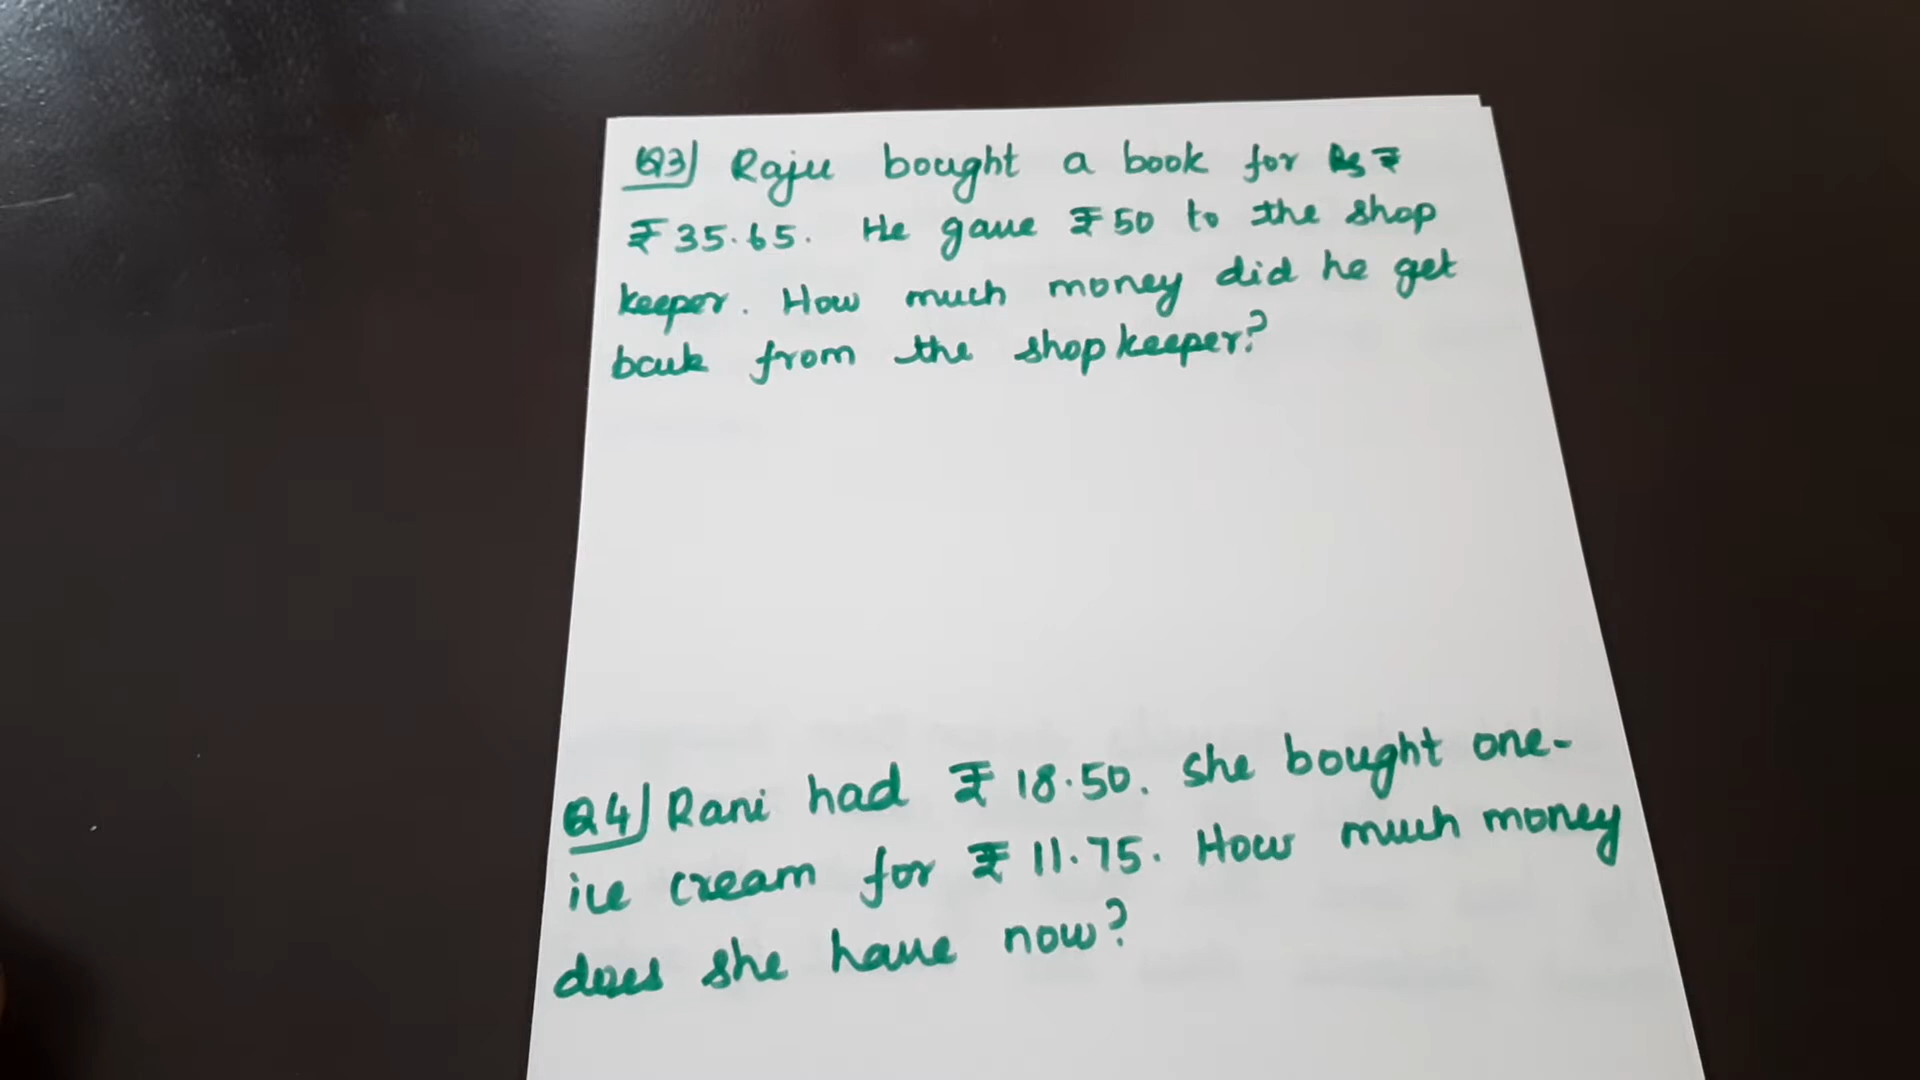 Q3) Raju bought a book for Rs ₹
₹ 35.65. He gave ₹ 50 to the shop
keeper. How much money did he get
back from the shop keeper?
Q4) Rani had ₹ 18.50. She bought one-
ice cream for ₹ 11.75. How much money
does she have now?